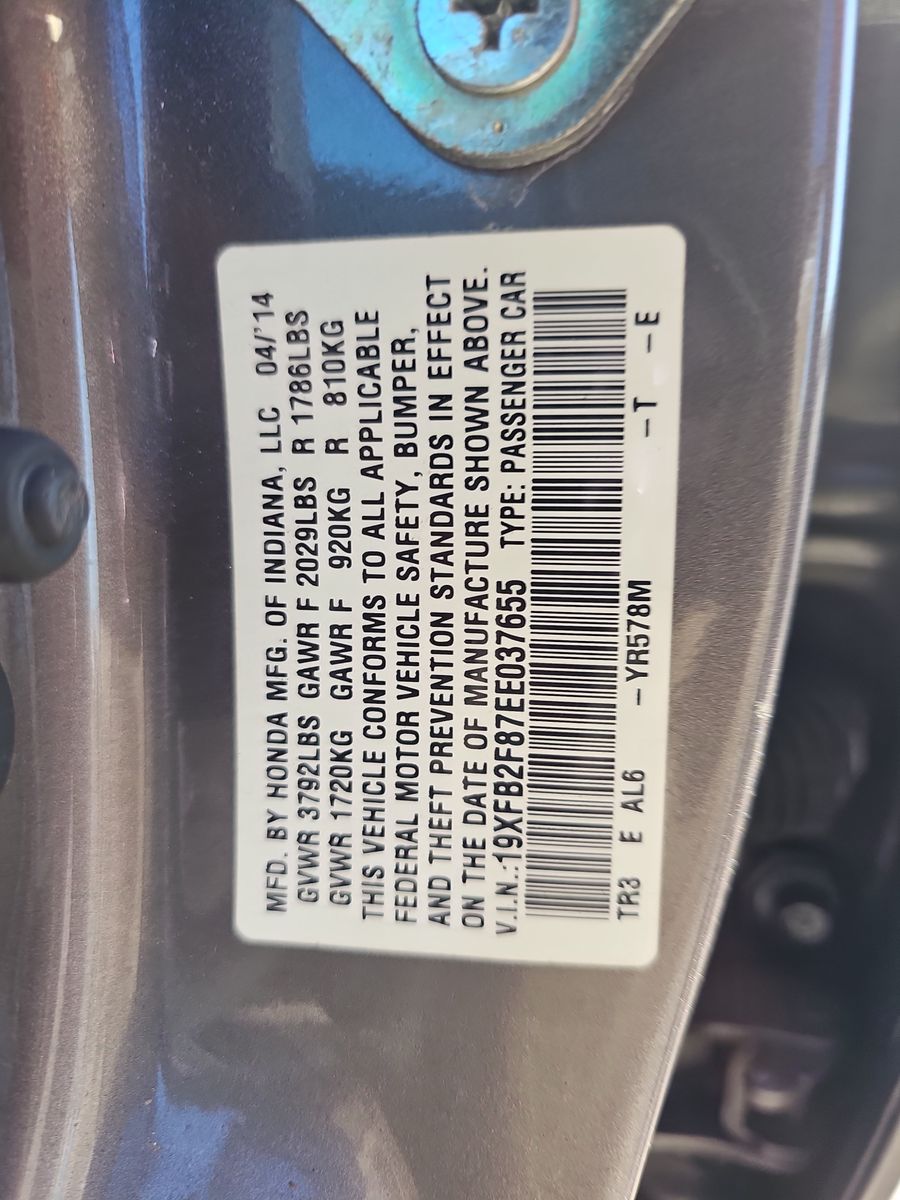 MFD. BY HONDA MFG. OF INDIANA, LLC 04/'14
GVWR 3792LBS GAWR F 2029LBS R 1786LBS
GVWR 1720KG GAWR F 920KG R 810KG
THIS VEHICLE CONFORMS TO ALL APPLICABLE
FEDERAL MOTOR VEHICLE SAFETY, BUMPER,
AND THEFT PREVENTION STANDARDS IN EFFECT
ON THE DATE OF MANUFACTURE SHOWN ABOVE.
V.I.N.:19XFB2F87EE037655 TYPE: PASSENGER CAR
TR3 E AL6 –YR578M –T –E